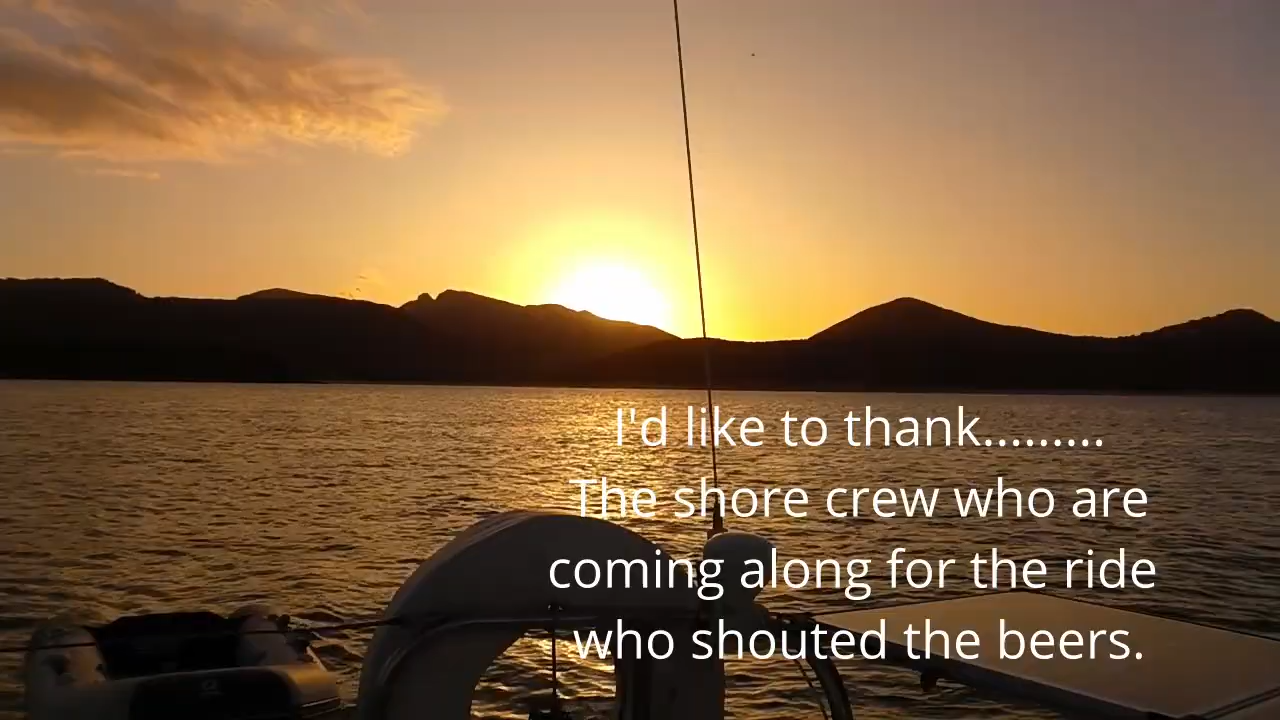 I'd like to thank.........
The shore crew who are
coming along for the ride
who shouted the beers.